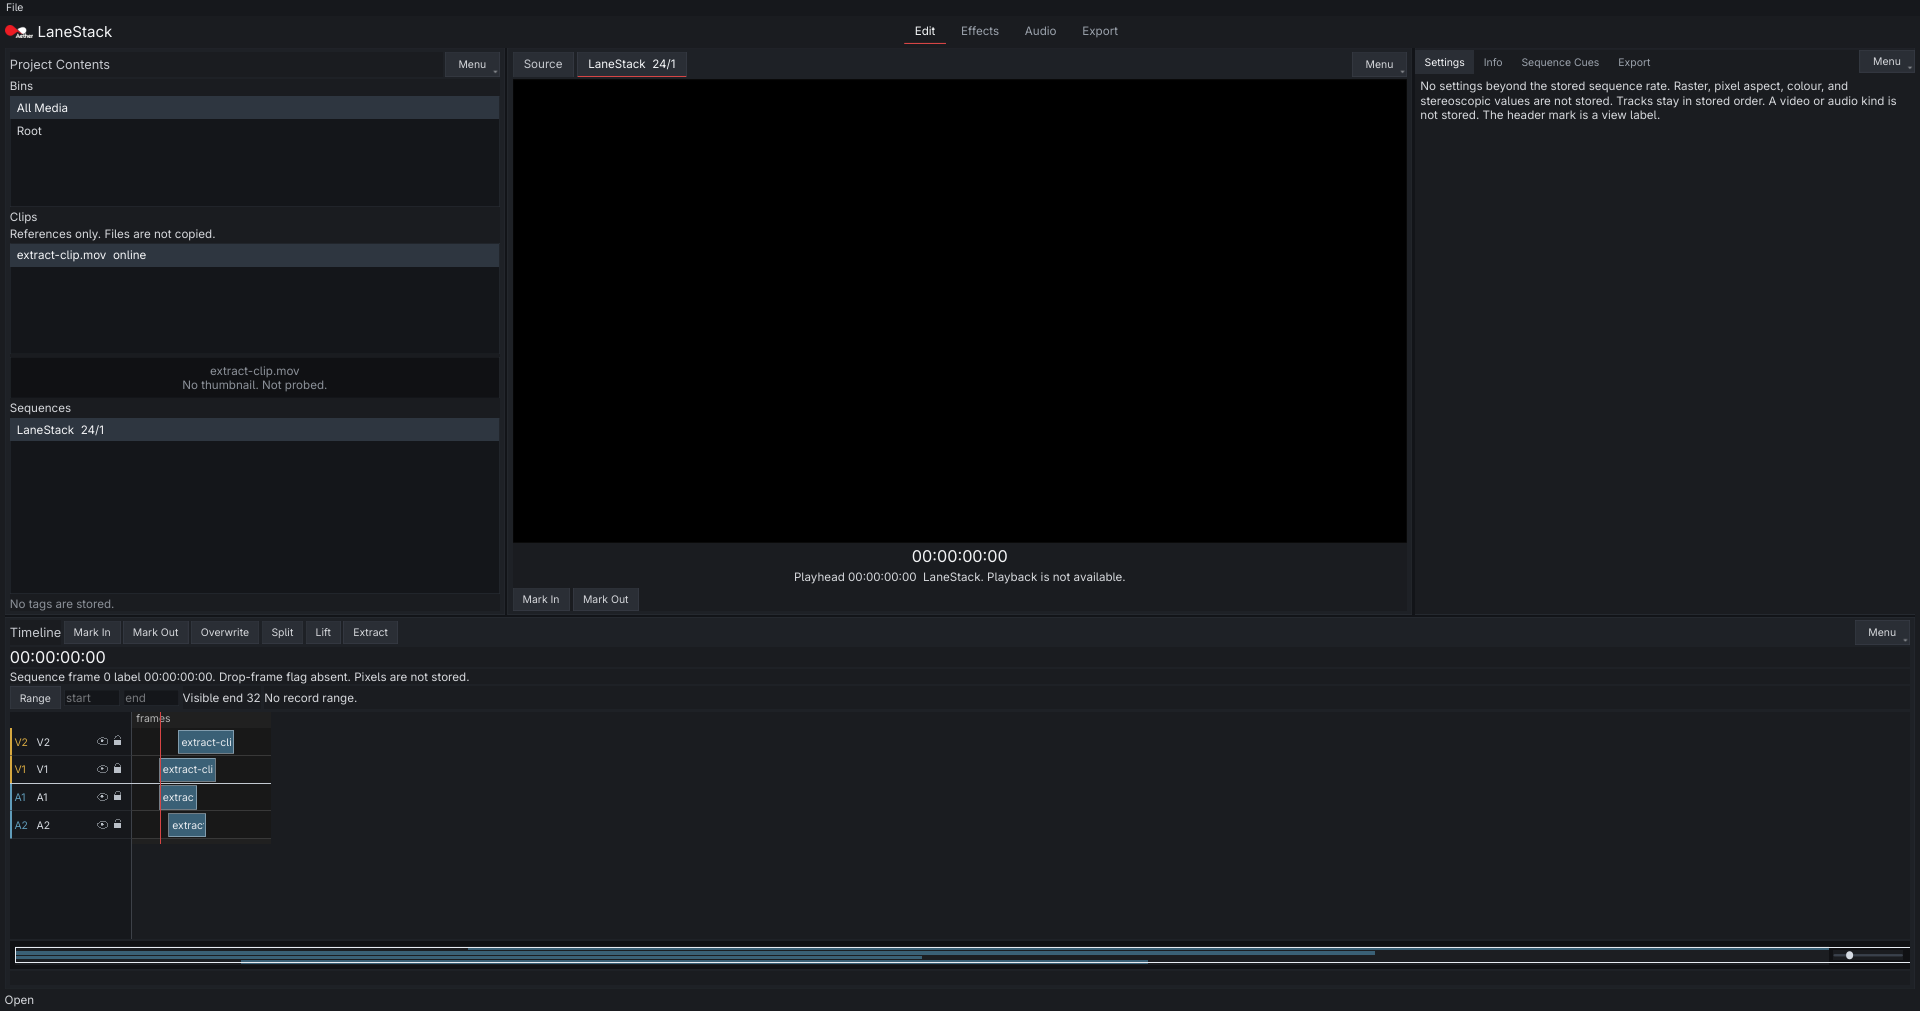 File
Aether LaneStack
Edit Effects Audio Export
Project Contents Menu
Bins
All Media
Root
Clips
References only. Files are not copied.
extract-clip.mov online
extract-clip.mov
No thumbnail. Not probed.
Sequences
LaneStack 24/1
No tags are stored.
Source LaneStack 24/1 Menu
00:00:00:00
Playhead 00:00:00:00 LaneStack. Playback is not available.
Mark In Mark Out
Settings Info Sequence Cues Export Menu
No settings beyond the stored sequence rate. Raster, pixel aspect, colour, and
stereoscopic values are not stored. Tracks stay in stored order. A video or audio kind is
not stored. The header mark is a view label.
Timeline Mark In Mark Out Overwrite Split Lift Extract Menu
00:00:00:00
Sequence frame 0 label 00:00:00:00. Drop-frame flag absent. Pixels are not stored.
Range start end Visible end 32 No record range.
frames
V2 V2 extract-cli
V1 V1 extract-cli
A1 A1 extrac
A2 A2 extrac
Open